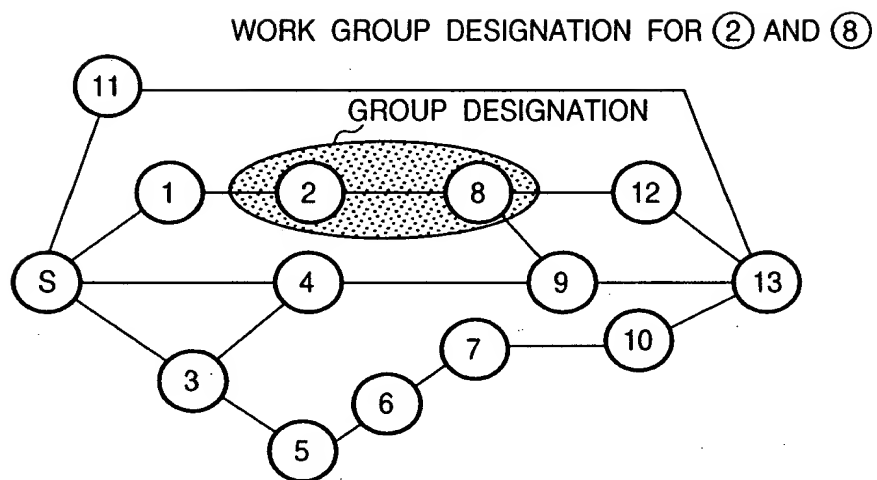 WORK GROUP DESIGNATION FOR ② AND ⑧
11
GROUP DESIGNATION
1 2 8 12
S 4 9 13
7 10
3 6
5